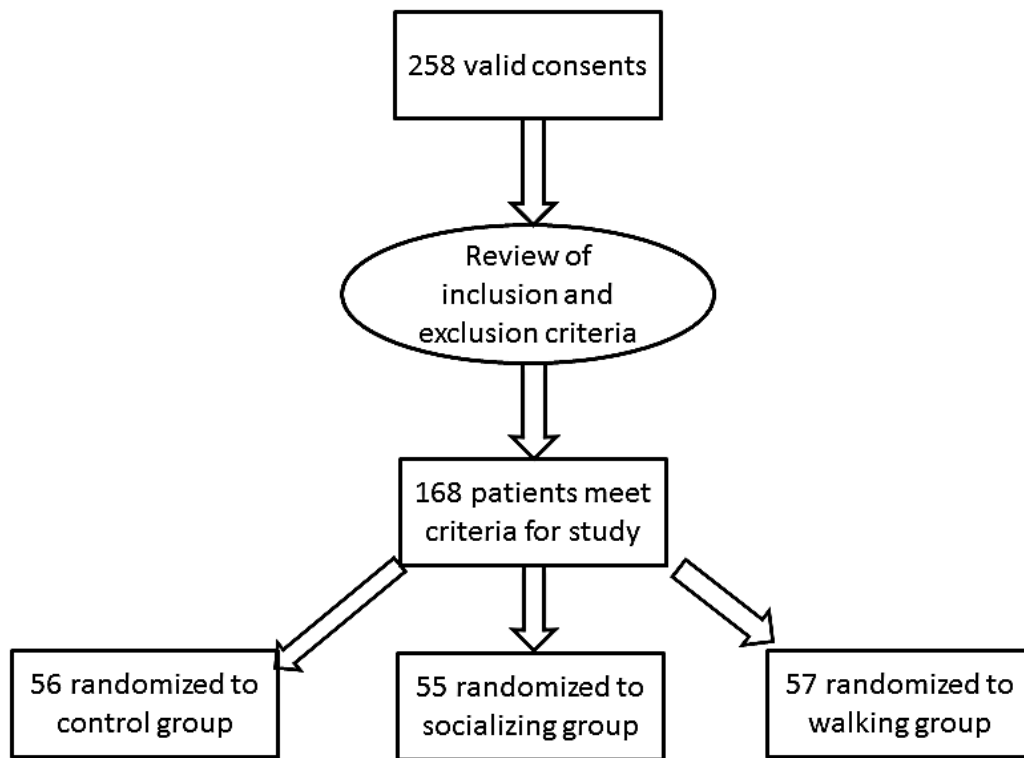 258 valid consents
Review of
inclusion and
exclusion criteria
168 patients meet
criteria for study
56 randomized to
control group
55 randomized to
socializing group
57 randomized to
walking group